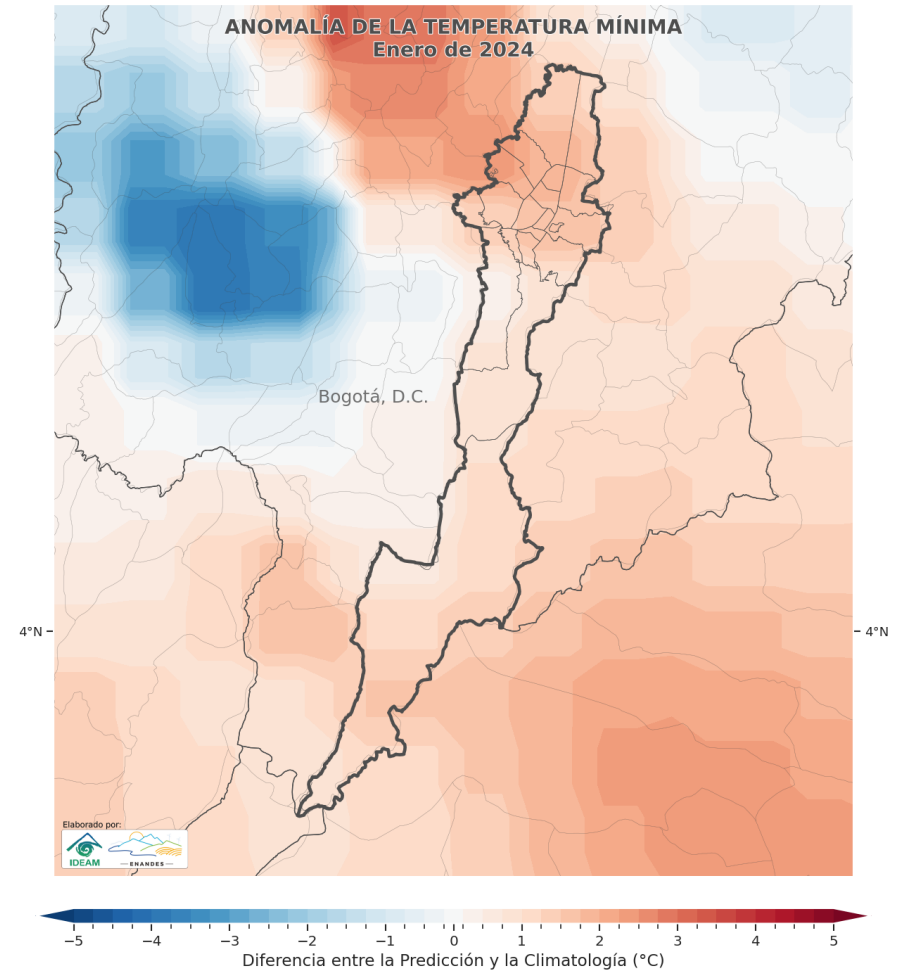 ANOMALÍA DE LA TEMPERATURA MÍNIMA
Enero de 2024
Bogotá, D.C.
4°N
4°N
Elaborado por:
IDEAM
ENANDES
−5 −4 −3 −2 −1 0 1 2 3 4 5
Diferencia entre la Predicción y la Climatología (°C)